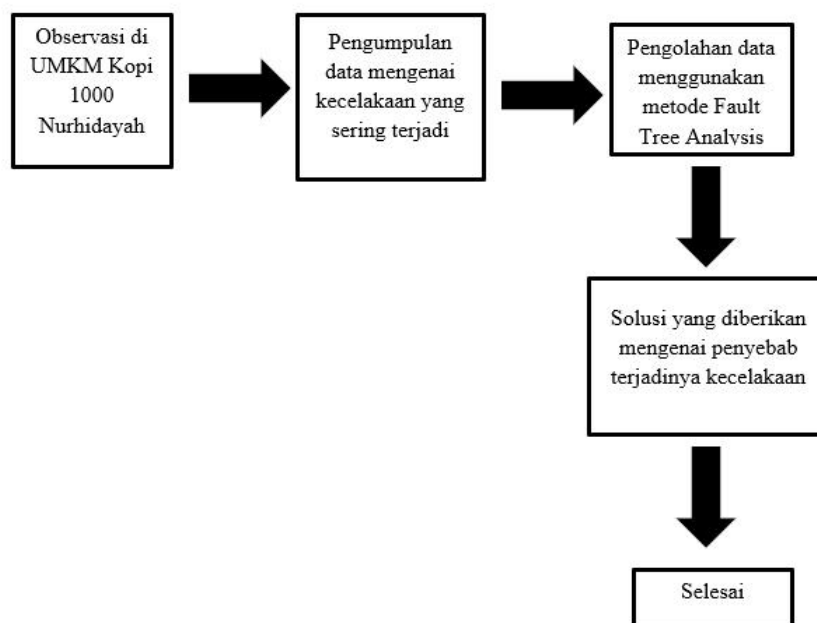 Observasi di
UMKM Kopi
1000
Nurhidayah
Pengumpulan
data mengenai
kecelakaan yang
sering terjadi
Pengolahan data
menggunakan
metode Fault
Tree Analysis
Solusi yang diberikan
mengenai penyebab
terjadinya kecelakaan
Selesai